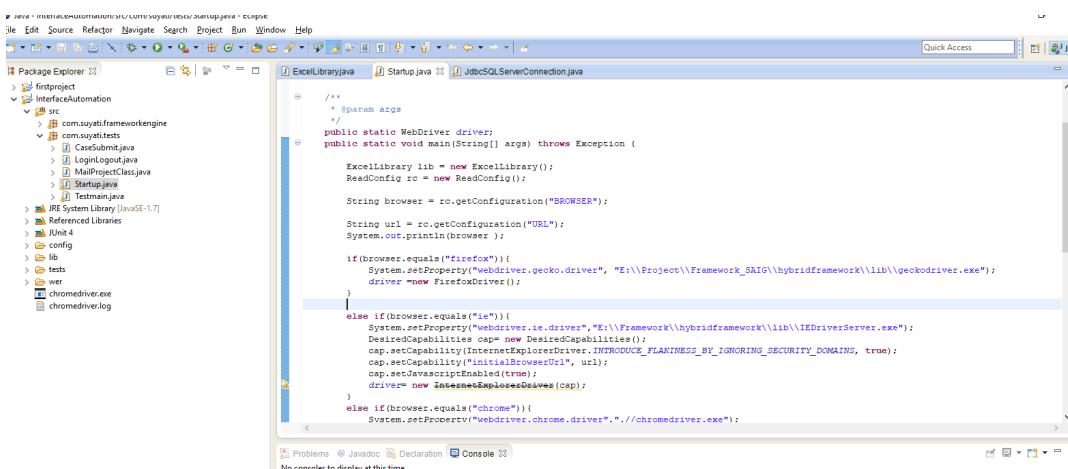 Java - InterfaceAutomation/src/com/suyati/tests/Startup.java - Eclipse
File Edit Source Refactor Navigate Search Project Run Window Help
Quick Access
Package Explorer
firstproject
InterfaceAutomation
src
com.suyati.frameworkengine
com.suyati.tests
CaseSubmit.java
LoginLogout.java
MailProjectClass.java
Startup.java
Testmain.java
JRE System Library [JavaSE-1.7]
Referenced Libraries
JUnit 4
config
lib
tests
wer
chromedriver.exe
chromedriver.log
ExcelLibrary.java Startup.java JdbcSQLServerConnection.java
/**
* @param args
*/
public static WebDriver driver;
public static void main(String[] args) throws Exception {
ExcelLibrary lib = new ExcelLibrary();
ReadConfig rc = new ReadConfig();
String browser = rc.getConfiguration("BROWSER");
String url = rc.getConfiguration("URL");
System.out.println(browser );
if(browser.equals("firefox")){
System.setProperty("webdriver.gecko.driver", "E:\\Project\\Framework_SAIG\\hybridframework\\lib\\geckodriver.exe");
driver =new FirefoxDriver();
}
else if(browser.equals("ie")){
System.setProperty("webdriver.ie.driver","E:\\Framework\\hybridframework\\lib\\IEDriverServer.exe");
DesiredCapabilities cap= new DesiredCapabilities();
cap.setCapability(InternetExplorerDriver.INTRODUCE_FLAKINESS_BY_IGNORING_SECURITY_DOMAINS, true);
cap.setCapability("initialBrowserUrl", url);
cap.setJavascriptEnabled(true);
driver= new InternetExplorerDriver(cap);
}
else if(browser.equals("chrome")){
System.setProperty("webdriver.chrome.driver",".//chromedriver.exe");
Problems @ Javadoc Declaration Console
No consoles to display at this time.